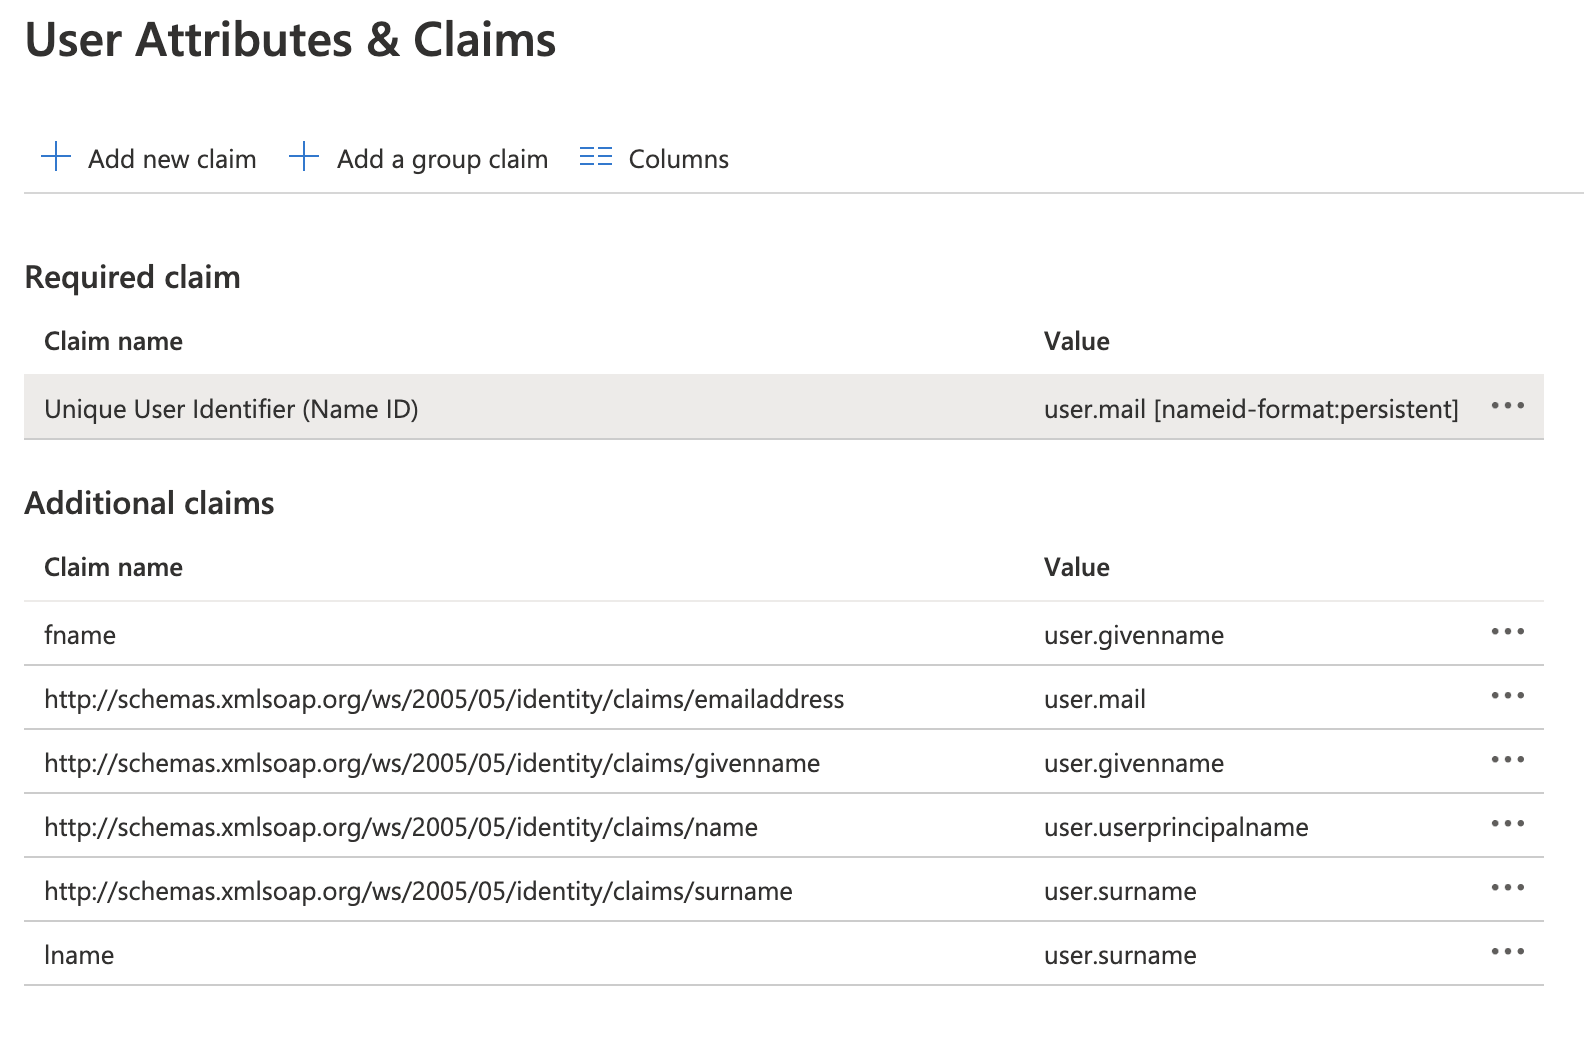 User Attributes & Claims
Add new claim Add a group claim Columns
Required claim
Claim name Value
Unique User Identifier (Name ID) user.mail [nameid-format:persistent]
Additional claims
Claim name Value
fname user.givenname
http://schemas.xmlsoap.org/ws/2005/05/identity/claims/emailaddress user.mail
http://schemas.xmlsoap.org/ws/2005/05/identity/claims/givenname user.givenname
http://schemas.xmlsoap.org/ws/2005/05/identity/claims/name user.userprincipalname
http://schemas.xmlsoap.org/ws/2005/05/identity/claims/surname user.surname
lname user.surname